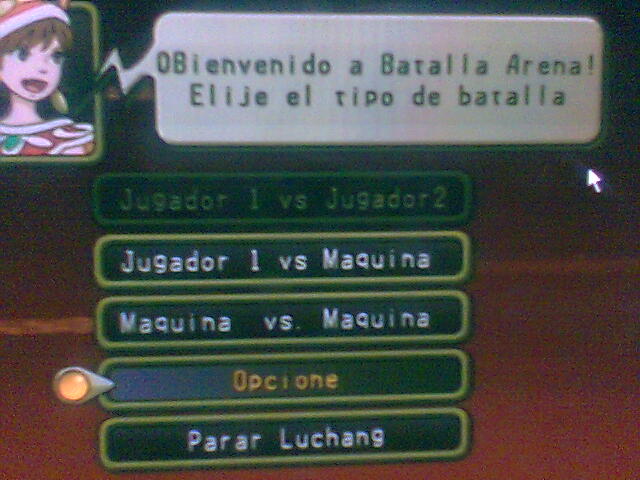 OBienvenido a Batalla Arena!
Elije el tipo de batalla
Jugador 1 vs Jugador2
Jugador 1 vs Maquina
Maquina vs. Maquina
Opcione
Parar Luchang